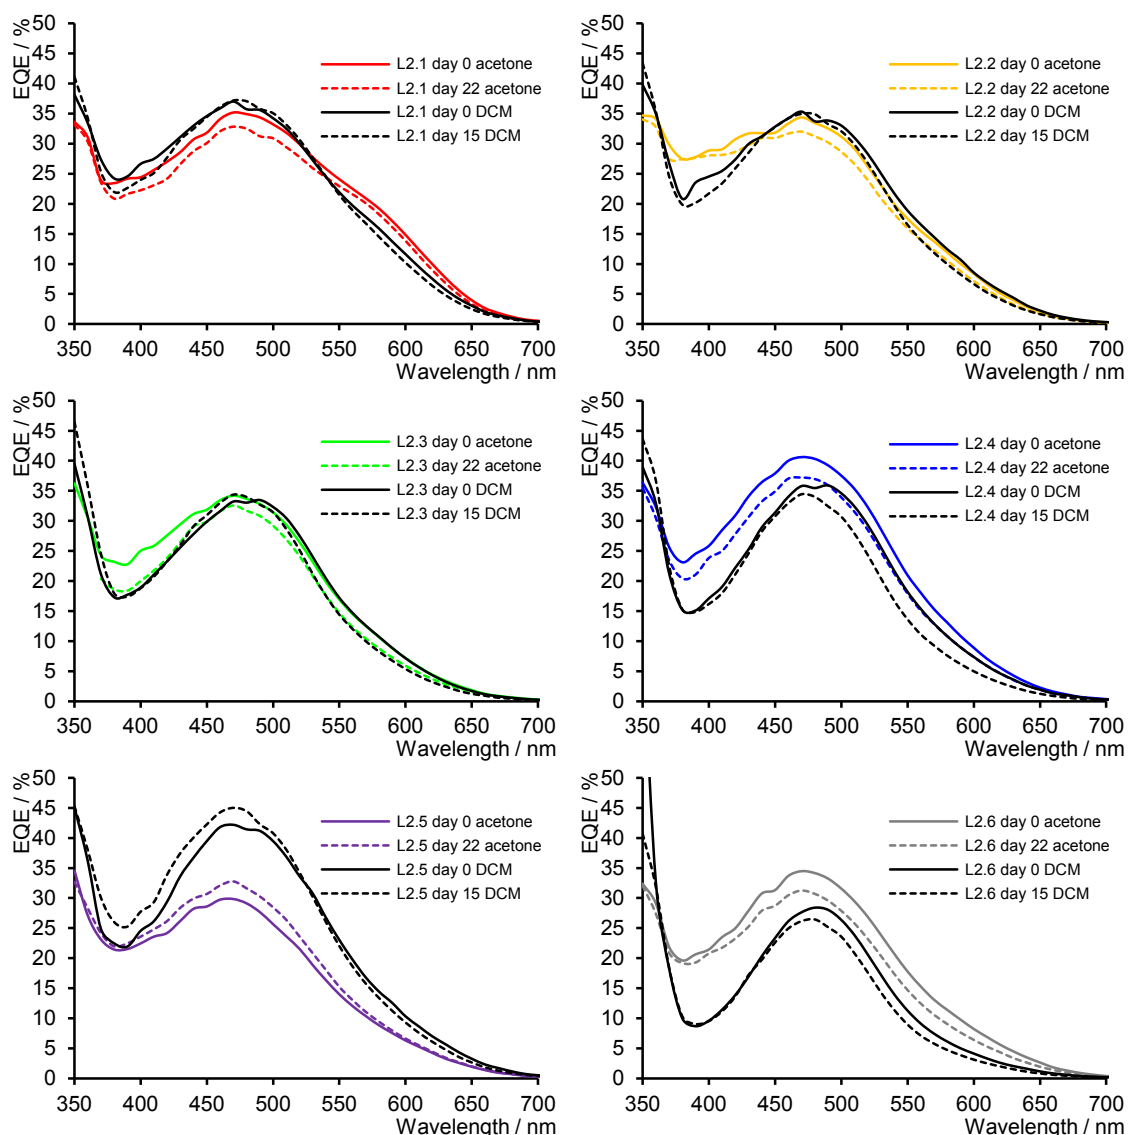 EQE / %
50
45
40
35
30
25
20
15
10
5
0
350 400 450 500 550 600 650 700
Wavelength / nm
L2.1 day 0 acetone
L2.1 day 22 acetone
L2.1 day 0 DCM
L2.1 day 15 DCM
EQE / %
50
45
40
35
30
25
20
15
10
5
0
350 400 450 500 550 600 650 700
Wavelength / nm
L2.2 day 0 acetone
L2.2 day 22 acetone
L2.2 day 0 DCM
L2.2 day 15 DCM
EQE / %
50
45
40
35
30
25
20
15
10
5
0
350 400 450 500 550 600 650 700
Wavelength / nm
L2.3 day 0 acetone
L2.3 day 22 acetone
L2.3 day 0 DCM
L2.3 day 15 DCM
EQE / %
50
45
40
35
30
25
20
15
10
5
0
350 400 450 500 550 600 650 700
Wavelength / nm
L2.4 day 0 acetone
L2.4 day 22 acetone
L2.4 day 0 DCM
L2.4 day 15 DCM
EQE / %
50
45
40
35
30
25
20
15
10
5
0
350 400 450 500 550 600 650 700
Wavelength / nm
L2.5 day 0 acetone
L2.5 day 22 acetone
L2.5 day 0 DCM
L2.5 day 15 DCM
EQE / %
50
45
40
35
30
25
20
15
10
5
0
350 400 450 500 550 600 650 700
Wavelength / nm
L2.6 day 0 acetone
L2.6 day 22 acetone
L2.6 day 0 DCM
L2.6 day 15 DCM